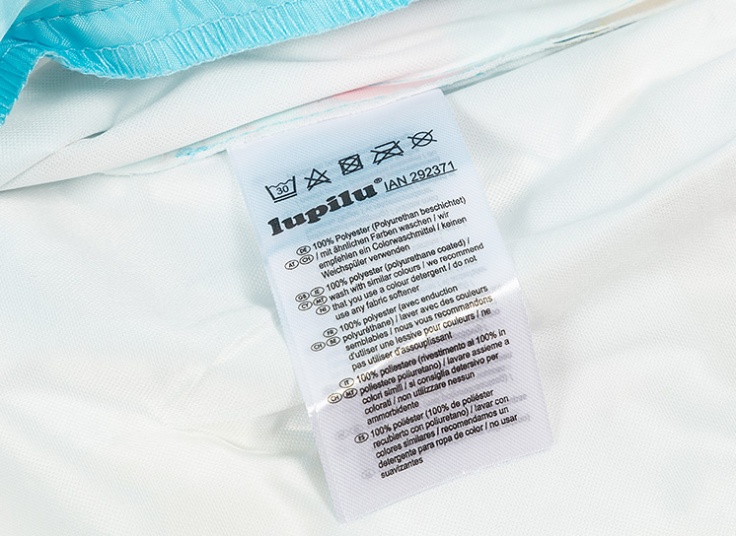 30
lupilu® IAN 292371
DE 100% Polyester (Polyurethan beschichtet)
AT CH / mit ähnlichen Farben waschen / wir
empfehlen ein Colorwaschmittel / keinen
Weichspüler verwenden
GB IE 100% polyester (polyurethane coated) /
CY MT wash with similar colours / we recommend
that you use a colour detergent / do not
use any fabric softener
FR 100% polyester (avec enduction
CH BE polyuréthane) / laver avec des couleurs
semblables / nous vous recommandons
d'utiliser une lessive pour couleurs / ne
pas utiliser d'assouplissant
IT 100% poliestere (rivestimento al 100% in
CH MT poliestere poliuretano) / lavare assieme a
colori simili / si consiglia detersivo per
colorati / non utilizzare nessun
ammorbidente
ES 100% poliéster (100% de poliéster
recubierto con poliuretano) / lavar con
colores similares / recomendamos un
detergente para ropa de color / no usar
suavizantes